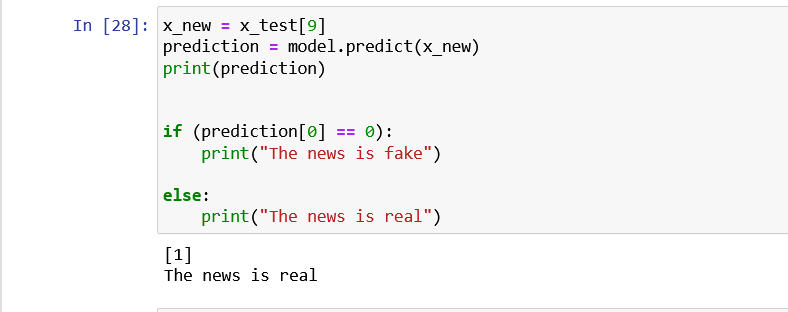 In [28]: x_new = x_test[9]
prediction = model.predict(x_new)
print(prediction)
if (prediction[0] == 0):
    print("The news is fake")
else:
    print("The news is real")
[1]
The news is real